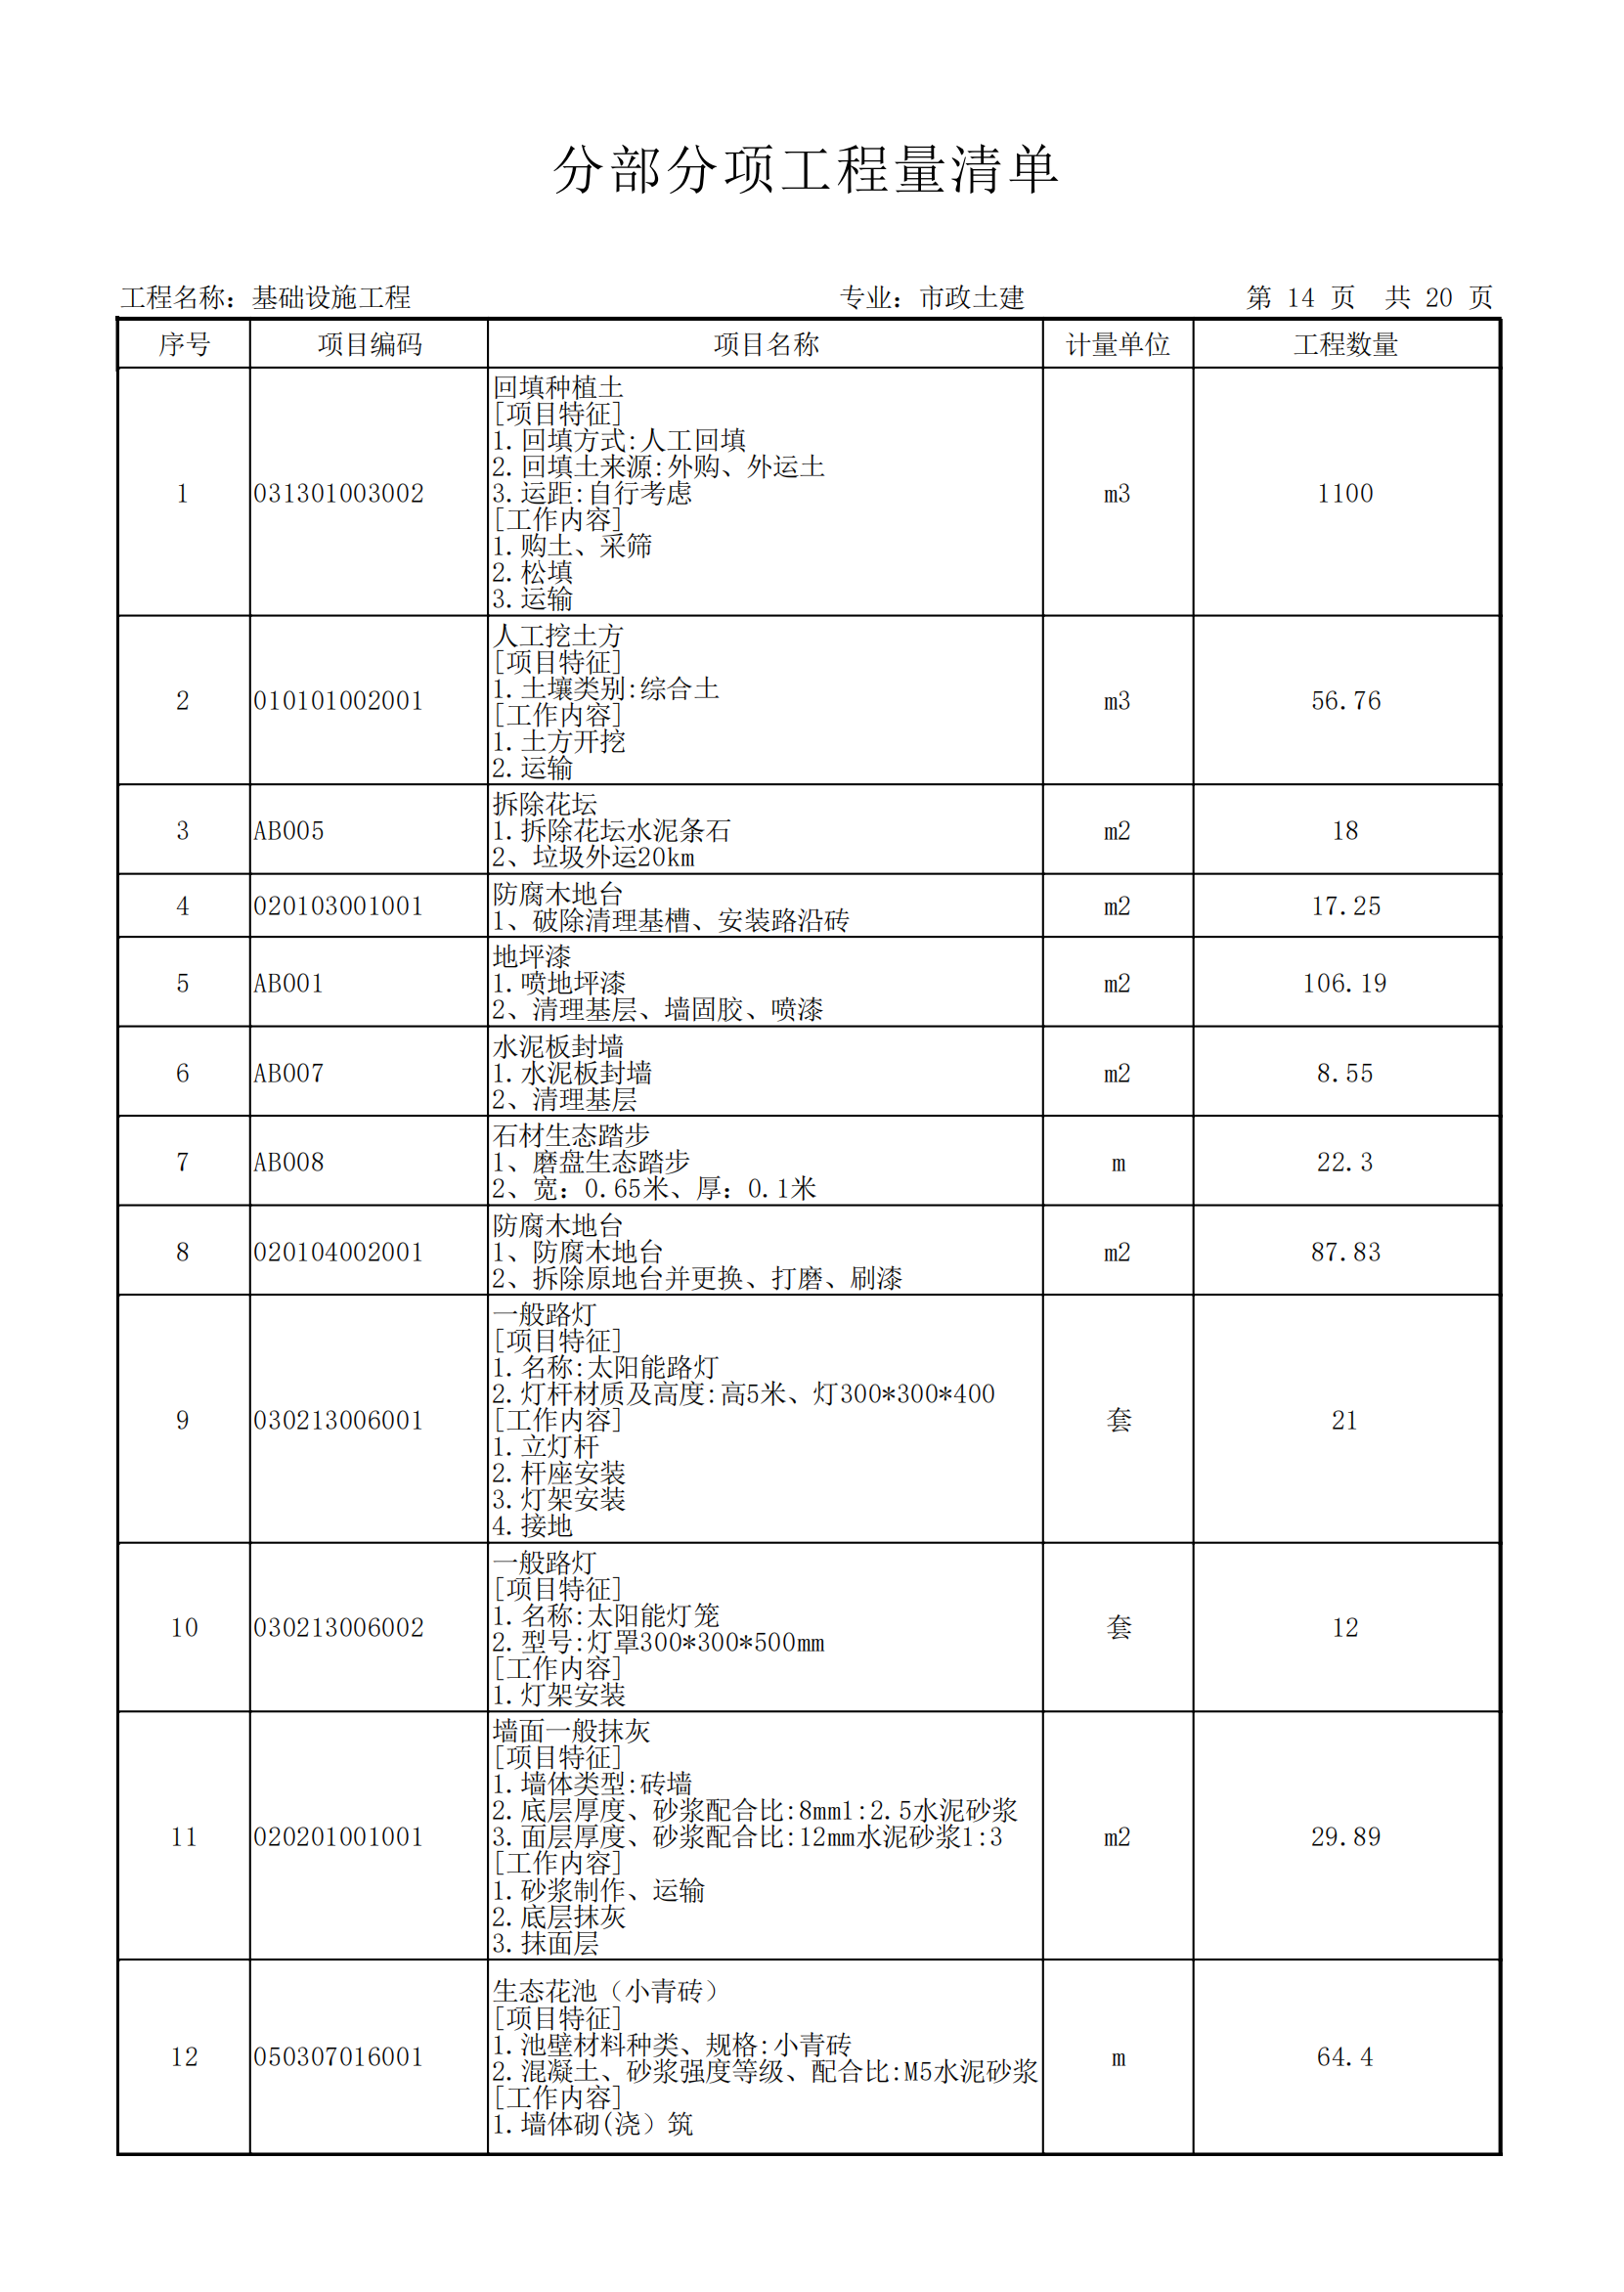 分部分项工程量清单
工程名称：基础设施工程 专业：市政土建 第 14 页 共 20 页
序号 项目编码 项目名称 计量单位 工程数量
1 031301003002 回填种植土
[项目特征]
1.回填方式:人工回填
2.回填土来源:外购、外运土
3.运距:自行考虑
[工作内容]
1.购土、采筛
2.松填
3.运输
m3 1100
2 010101002001 人工挖土方
[项目特征]
1.土壤类别:综合土
[工作内容]
1.土方开挖
2.运输
m3 56.76
3 AB005 拆除花坛
1.拆除花坛水泥条石
2、垃圾外运20km
m2 18
4 020103001001 防腐木地台
1、破除清理基槽、安装路沿砖
m2 17.25
5 AB001 地坪漆
1.喷地坪漆
2、清理基层、墙固胶、喷漆
m2 106.19
6 AB007 水泥板封墙
1.水泥板封墙
2、清理基层
m2 8.55
7 AB008 石材生态踏步
1、磨盘生态踏步
2、宽：0.65米、厚：0.1米
m 22.3
8 020104002001 防腐木地台
1、防腐木地台
2、拆除原地台并更换、打磨、刷漆
m2 87.83
9 030213006001 一般路灯
[项目特征]
1.名称:太阳能路灯
2.灯杆材质及高度:高5米、灯300*300*400
[工作内容]
1.立灯杆
2.杆座安装
3.灯架安装
4.接地
套 21
10 030213006002 一般路灯
[项目特征]
1.名称:太阳能灯笼
2.型号:灯罩300*300*500mm
[工作内容]
1.灯架安装
套 12
11 020201001001 墙面一般抹灰
[项目特征]
1.墙体类型:砖墙
2.底层厚度、砂浆配合比:8mm1:2.5水泥砂浆
3.面层厚度、砂浆配合比:12mm水泥砂浆1:3
[工作内容]
1.砂浆制作、运输
2.底层抹灰
3.抹面层
m2 29.89
12 050307016001 生态花池（小青砖）
[项目特征]
1.池壁材料种类、规格:小青砖
2.混凝土、砂浆强度等级、配合比:M5水泥砂浆
[工作内容]
1.墙体砌(浇）筑
m 64.4